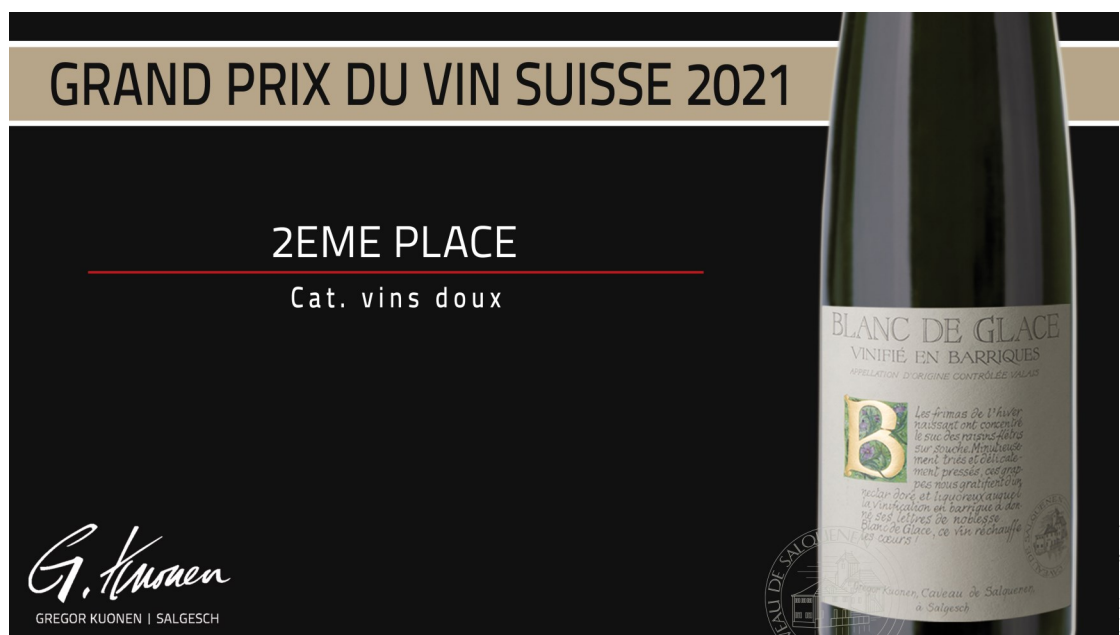 GRAND PRIX DU VIN SUISSE 2021
2EME PLACE
Cat. vins doux
BLANC DE GLACE
VINIFIÉ EN BARRIQUES
APPELLATION D'ORIGINE CONTRÔLÉE VALAIS
B
Les frimas de l'hiver
naissant ont concentré
le suc des raisins flétris
sur souche. Minutieuse-
ment triés et délicate-
ment pressés, ces grap-
pes nous gratifient d'un
nectar doré et liquoreux auquel
la vinification en barrique a don-
né ses lettres de noblesse
Blanc de Glace, ce vin réchauffe
les cœurs !
Gregor Kuonen, Caveau de Salquenen
à Salgesch
G. Kuonen
GREGOR KUONEN | SALGESCH